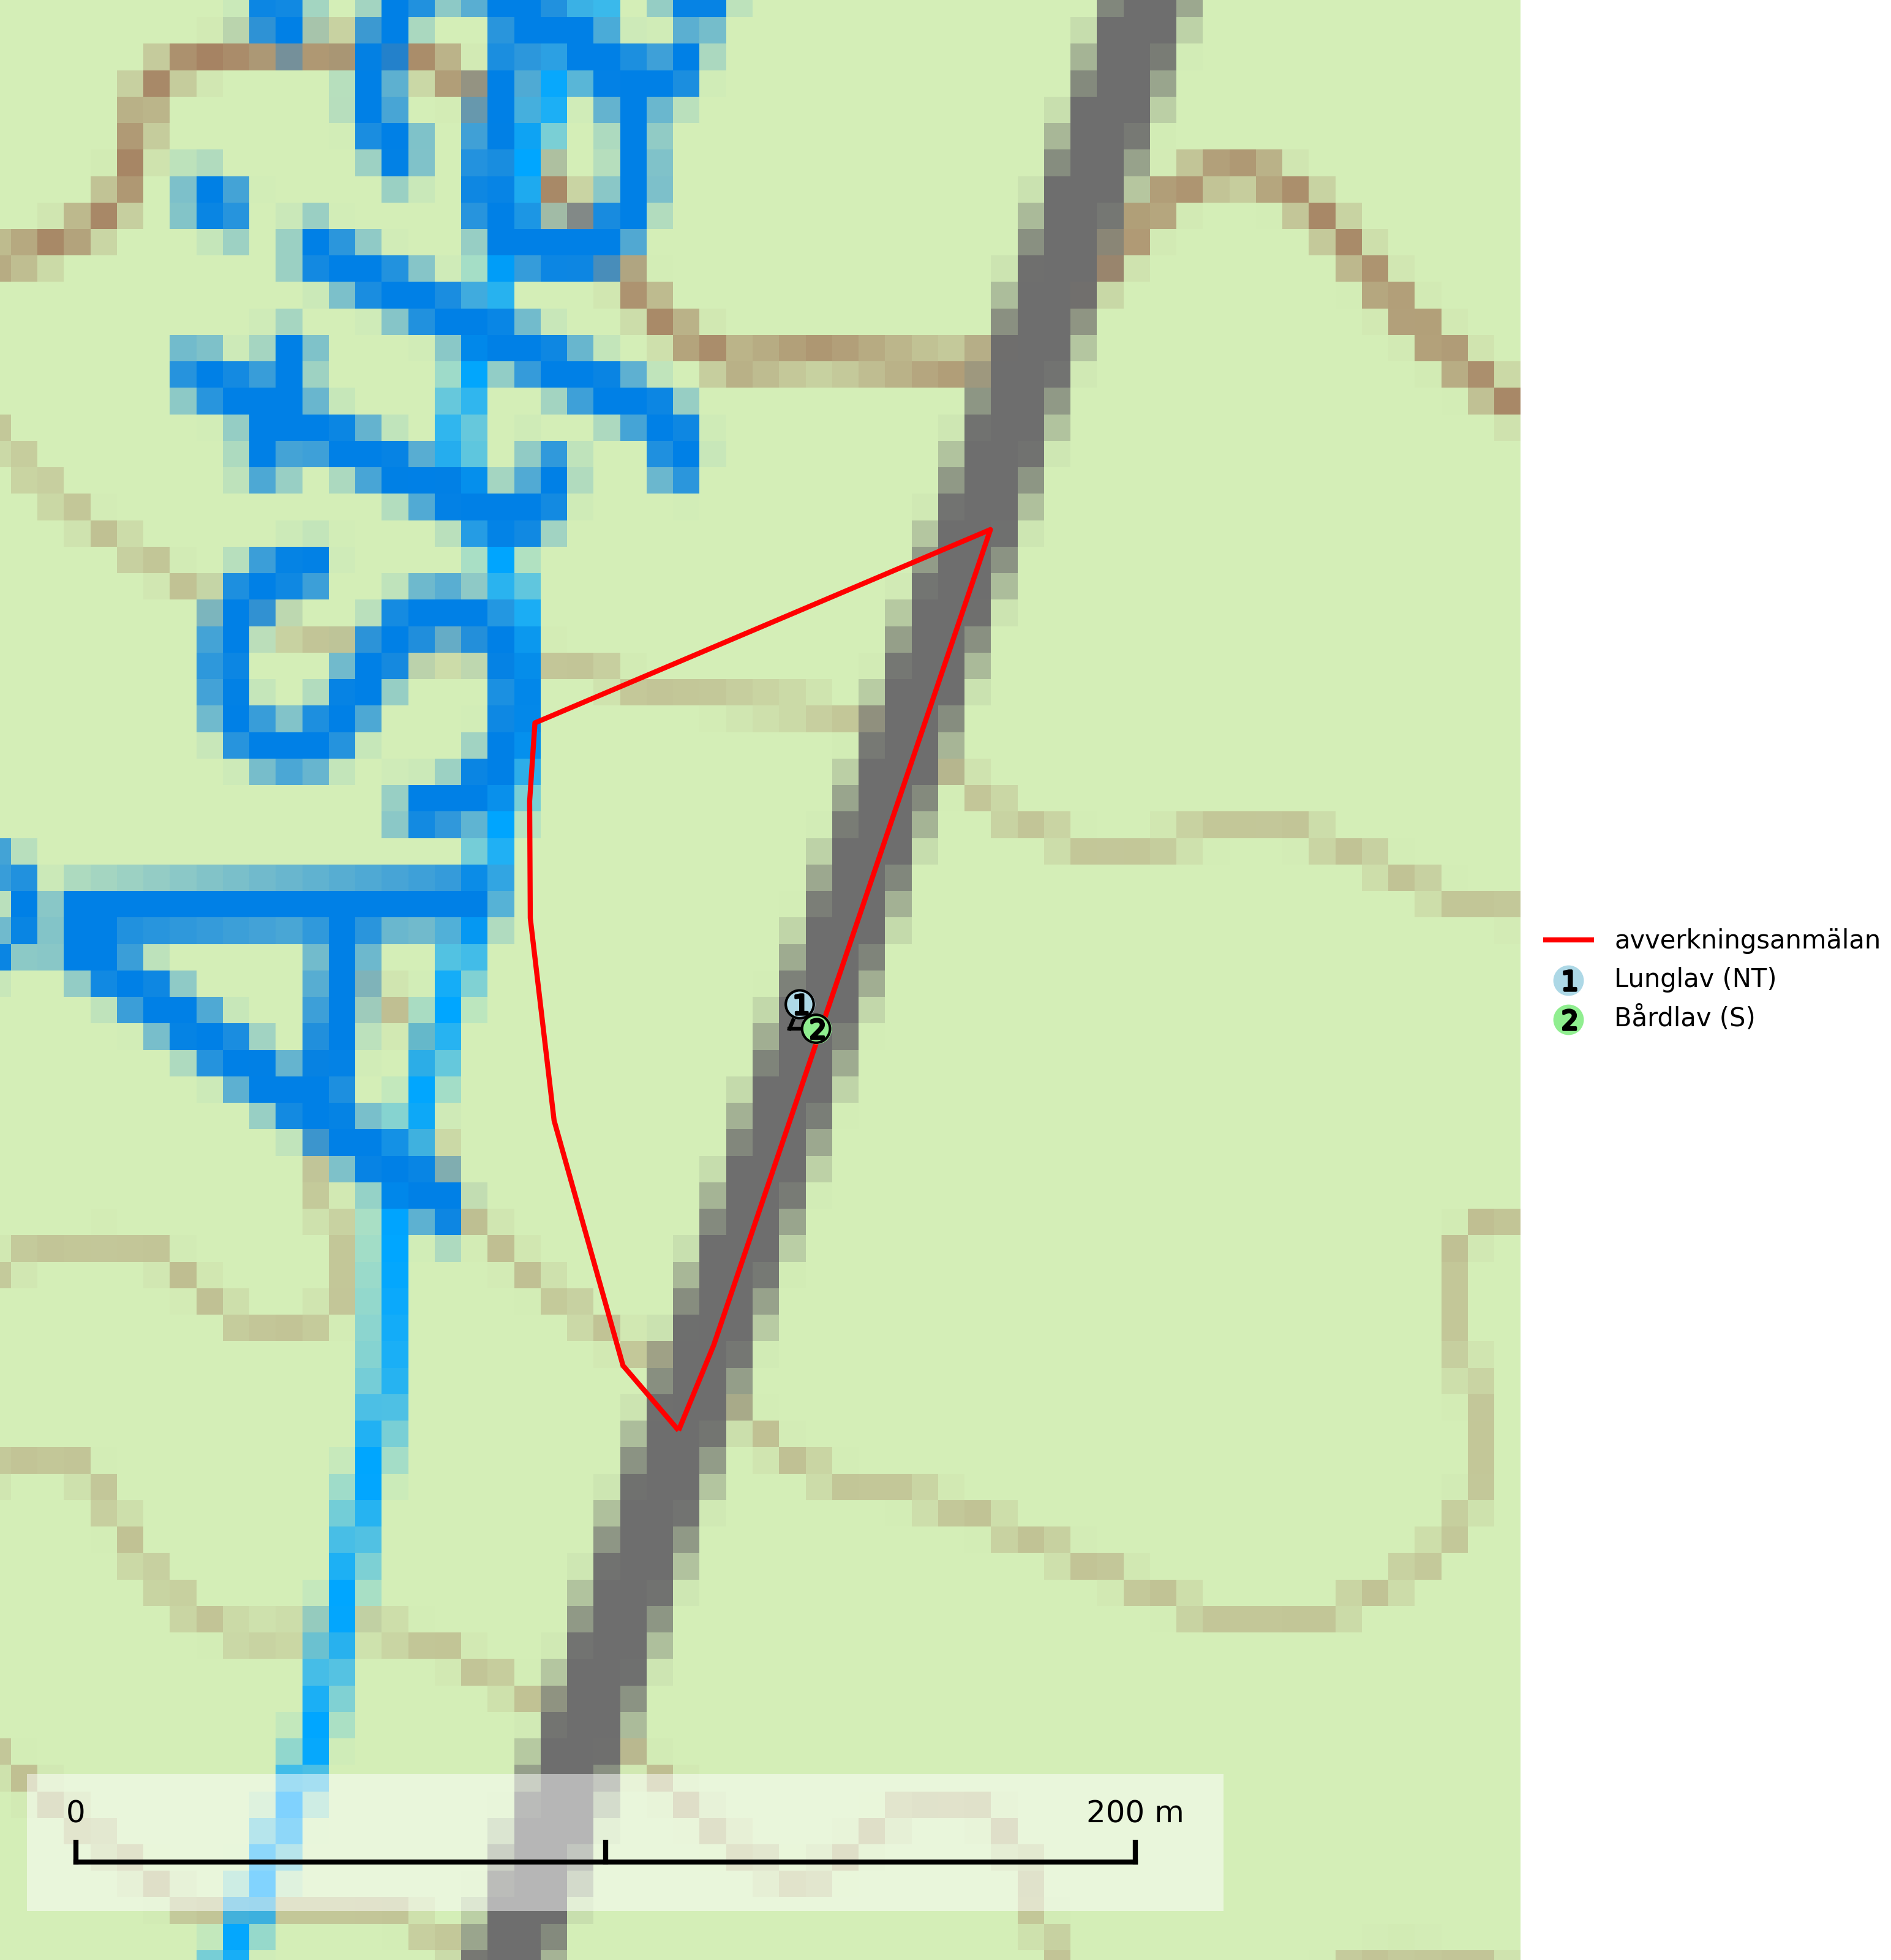 1
2
avverkningsanmälan
1 Lunglav (NT)
2 Bårdlav (S)
0 200 m